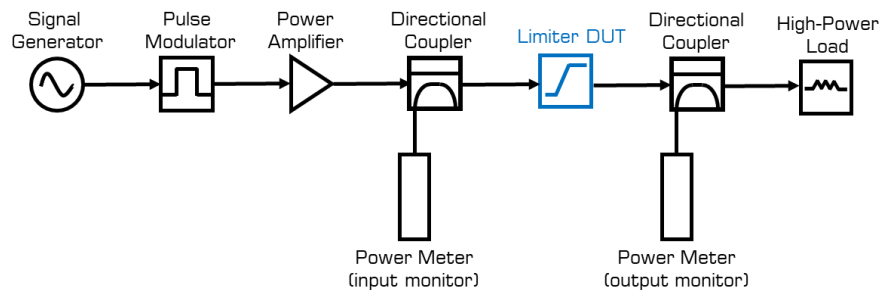 Signal
Generator
Pulse
Modulator
Power
Amplifier
Directional
Coupler
Limiter DUT
Directional
Coupler
High-Power
Load
Power Meter
(input monitor)
Power Meter
(output monitor)